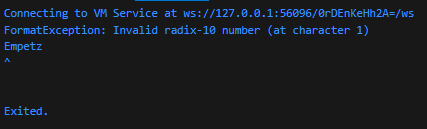 Connecting to VM Service at ws://127.0.0.1:56096/0rDEnKeHh2A=/ws
FormatException: Invalid radix-10 number (at character 1)
Empetz
^
Exited.